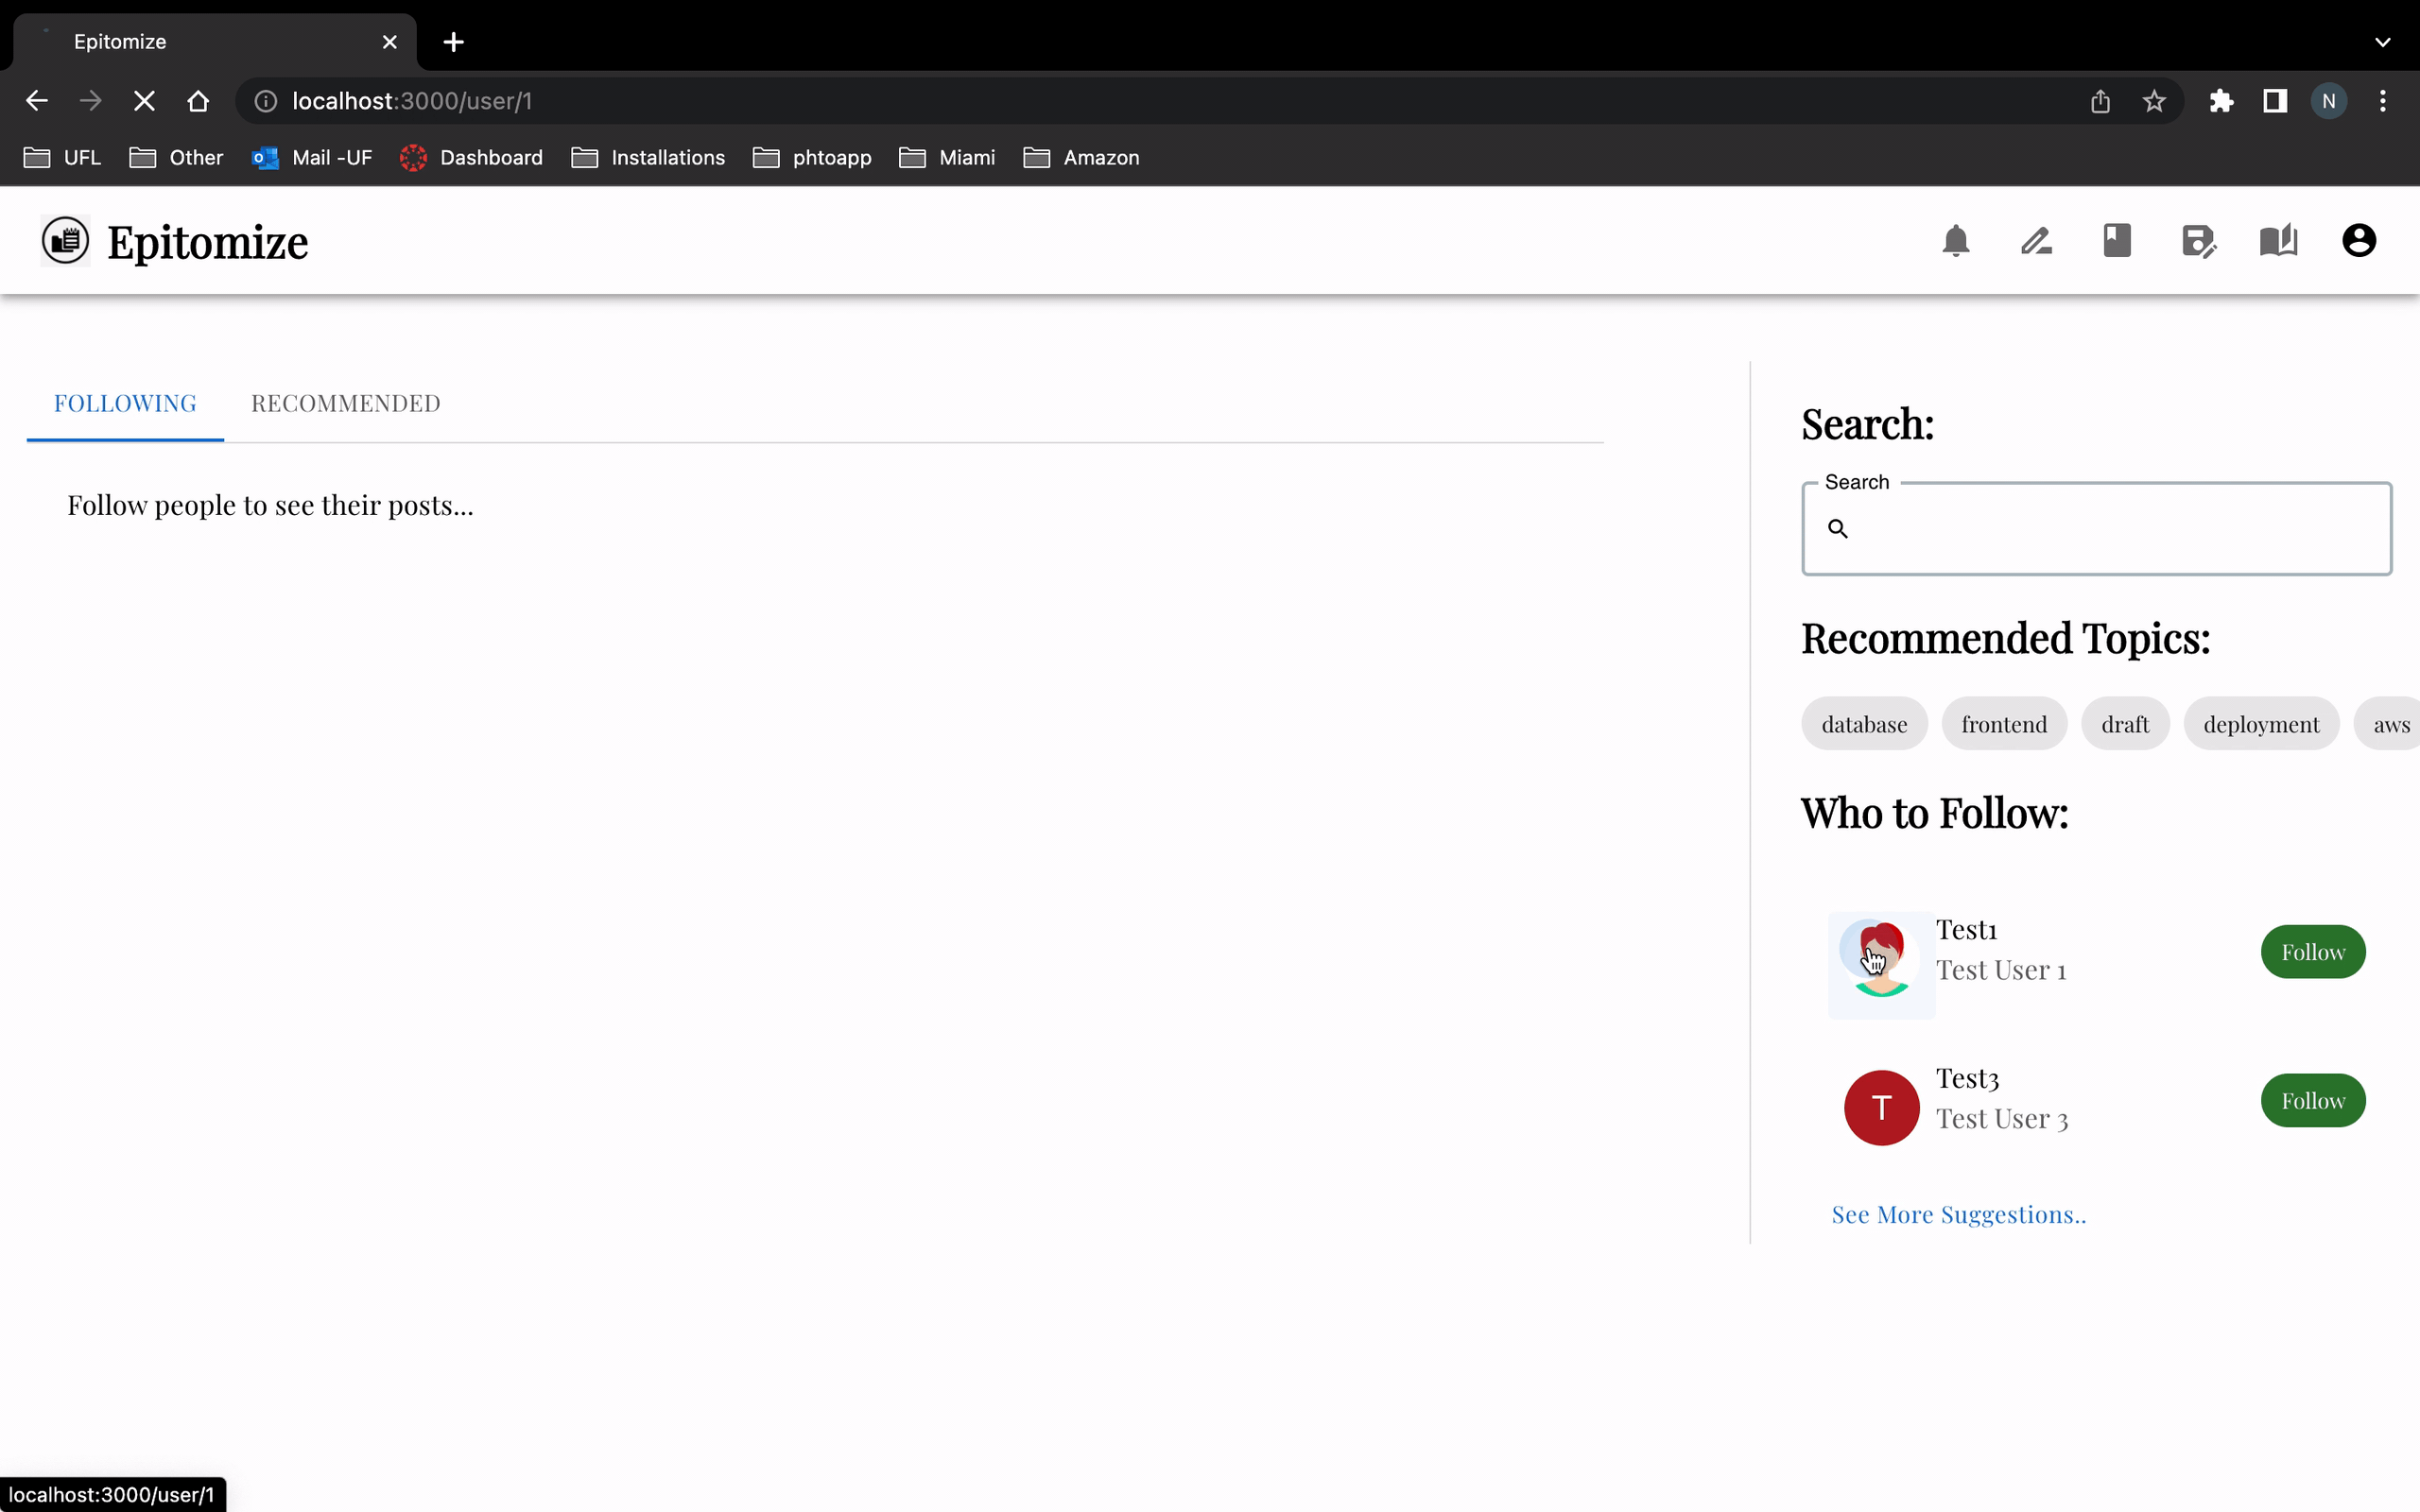 Epitomize
localhost:3000/user/1
N
UFL Other Mail -UF Dashboard Installations phtoapp Miami Amazon
Epitomize
FOLLOWING RECOMMENDED
Follow people to see their posts...
Search:
Search
Recommended Topics:
database frontend draft deployment aws
Who to Follow:
Test1
Test User 1
Follow
T
Test3
Test User 3
Follow
See More Suggestions..
localhost:3000/user/1